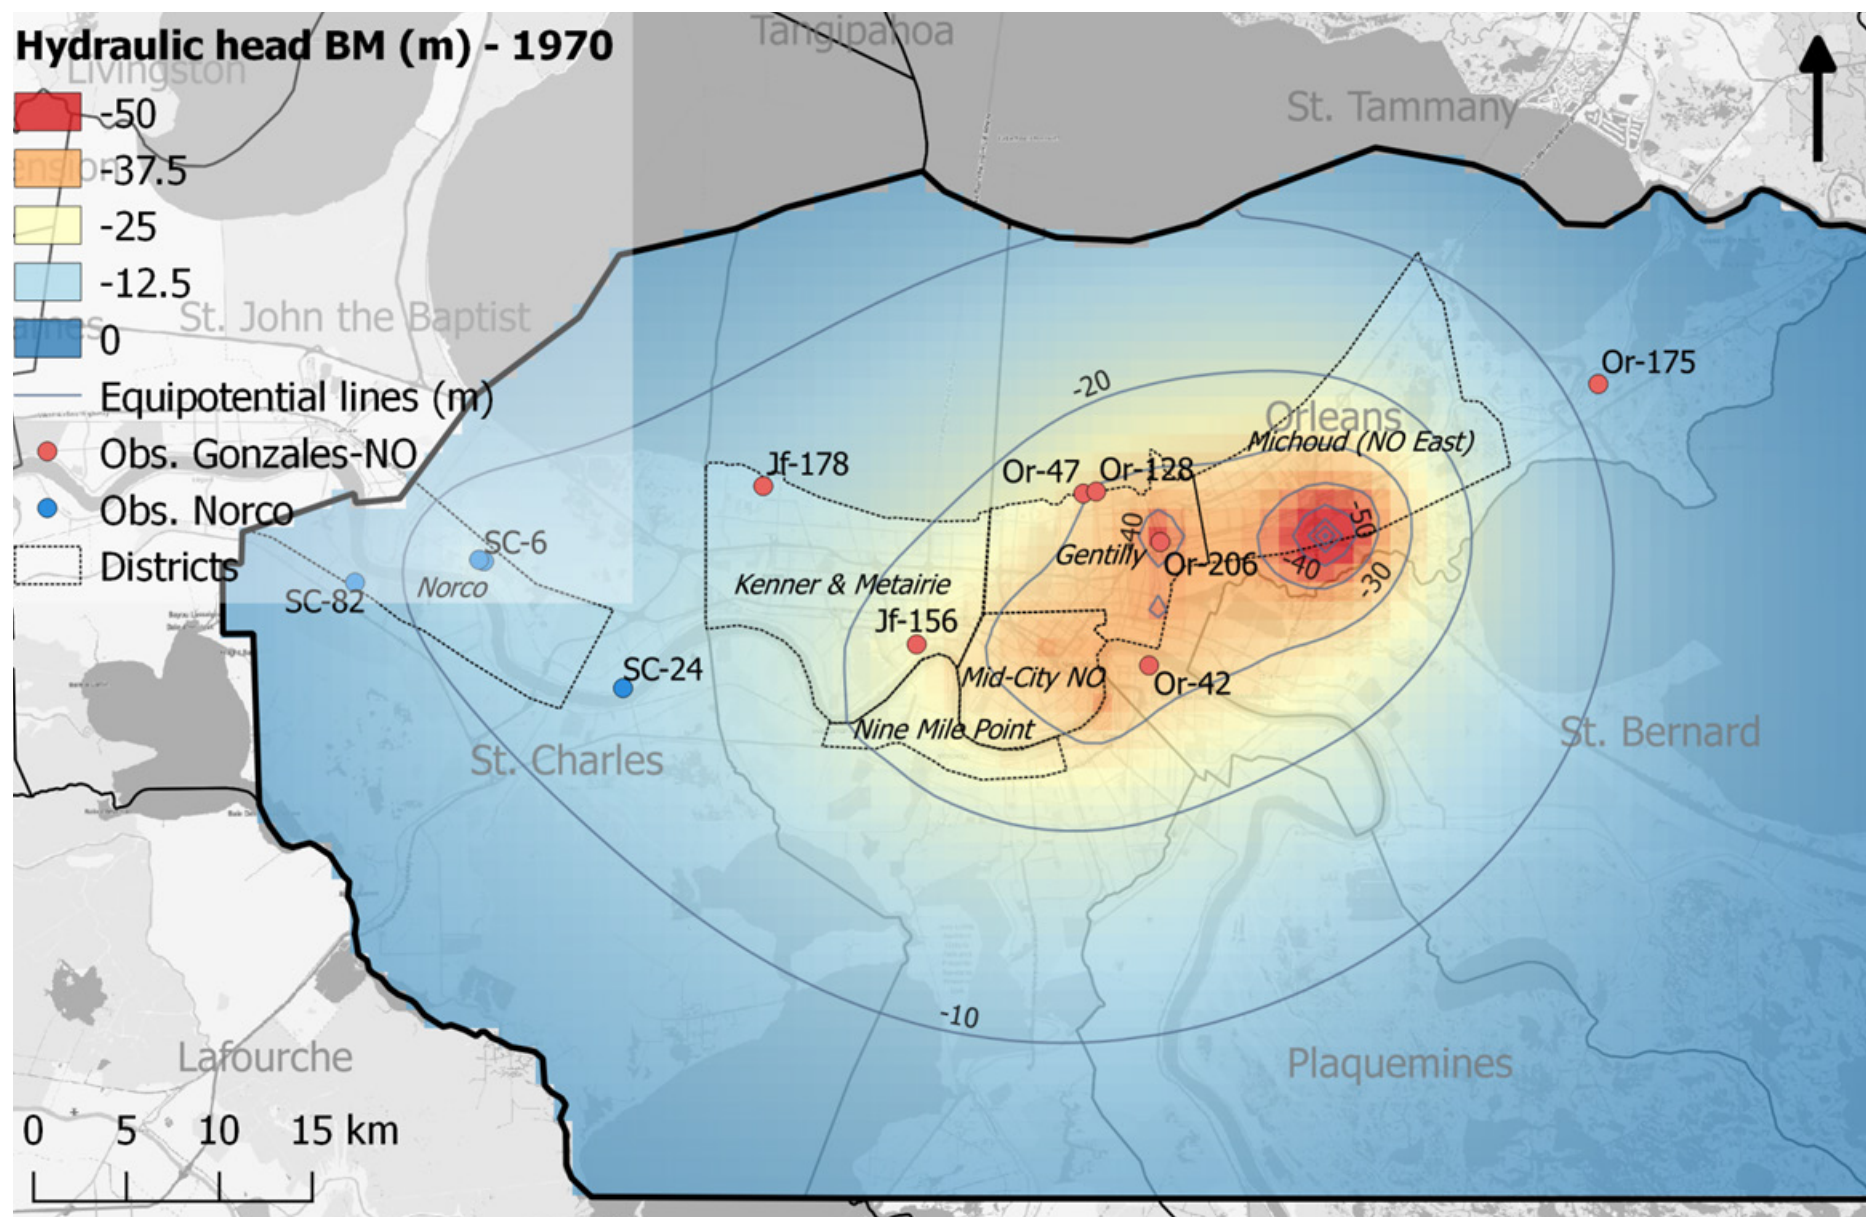 Hydraulic head BM (m) - 1970
Tangipahoa
Livingston
-50
St. Tammany
ension
-37.5
-25
-12.5
St. John the Baptist
0
Or-175
Equipotential lines (m)
-20
Orleans
Michoud (NO East)
Obs. Gonzales-NO
Jf-178
Or-47
Or-128
Obs. Norco
-50
-40
SC-6
Gentilly
Or-206
-40
Districts
Norco
Kenner & Metairie
-30
SC-82
Jf-156
SC-24
Mid-City NO
Or-42
Nine Mile Point
St. Bernard
St. Charles
-10
Lafourche
Plaquemines
0 5 10 15 km